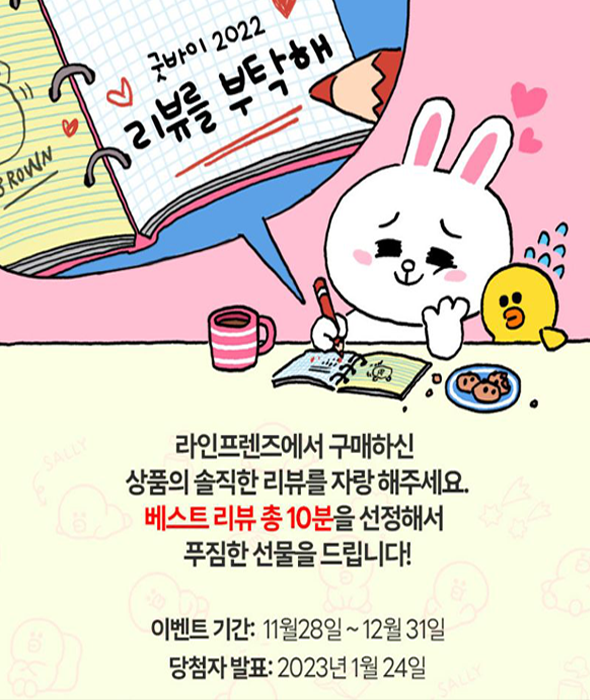 굿바이 2022
리뷰를 부탁해
BROWN
라인프렌즈에서 구매하신
상품의 솔직한 리뷰를 자랑 해주세요.
베스트 리뷰 총 10분을 선정해서
푸짐한 선물을 드립니다!
SALLY
이벤트 기간: 11월28일 ~ 12월 31일
당첨자 발표: 2023년 1월 24일
SALLY